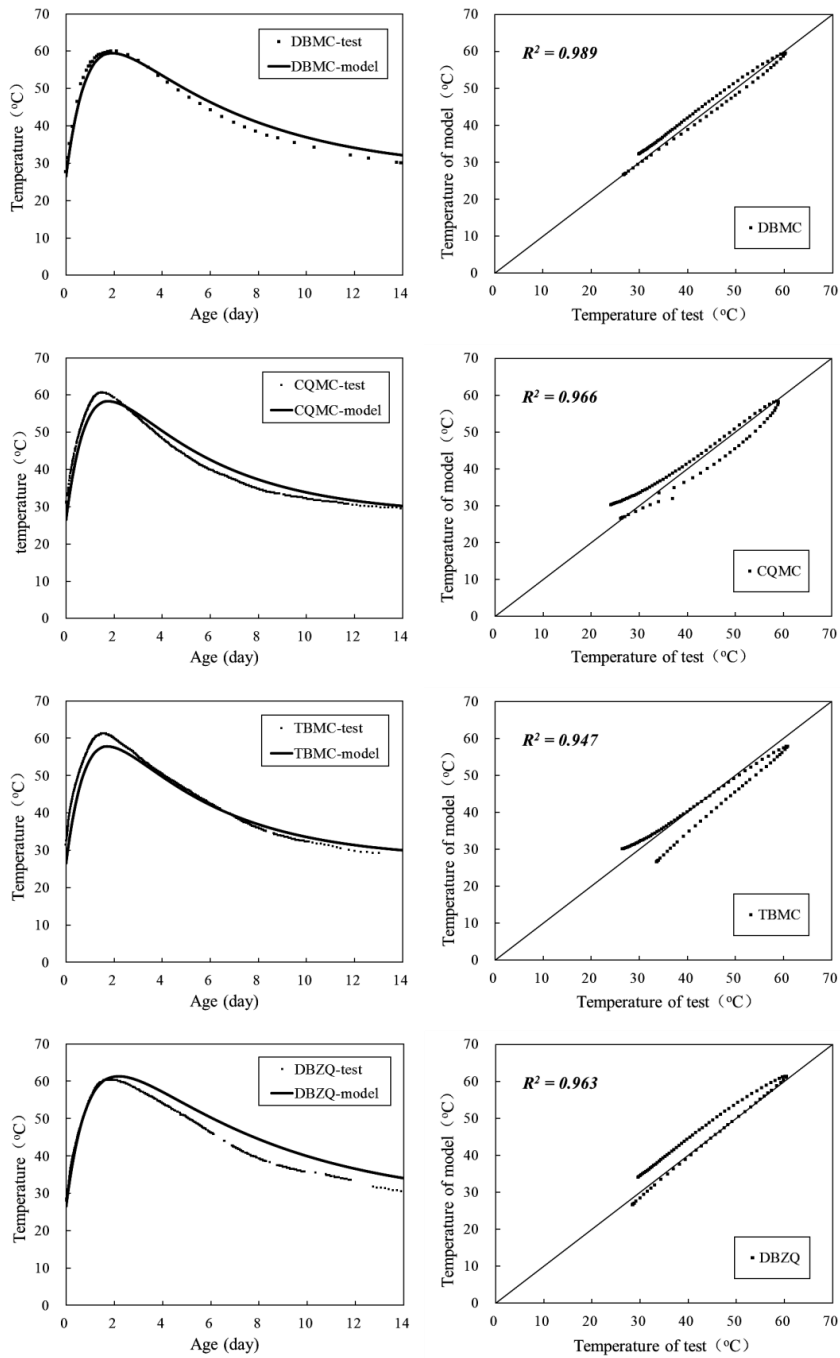 70
60
50
40
30
20
10
0
Temperature（°C）
DBMC-test
DBMC-model
0 2 4 6 8 10 12 14
Age (day)
70
60
50
40
30
20
10
0
Temperature of model（°C）
R² = 0.989
DBMC
0 10 20 30 40 50 60 70
Temperature of test（°C）
70
60
50
40
30
20
10
0
temperature（°C）
CQMC-test
CQMC-model
0 2 4 6 8 10 12 14
Age (day)
70
60
50
40
30
20
10
0
Temperature of model（°C）
R² = 0.966
CQMC
0 10 20 30 40 50 60 70
Temperature of test（°C）
70
60
50
40
30
20
10
0
Temperature（°C）
TBMC-test
TBMC-model
0 2 4 6 8 10 12 14
Age (day)
70
60
50
40
30
20
10
0
Temperature of model（°C）
R² = 0.947
TBMC
0 10 20 30 40 50 60 70
Temperature of test（°C）
70
60
50
40
30
20
10
0
Temperature（°C）
DBZQ-test
DBZQ-model
0 2 4 6 8 10 12 14
Age (day)
70
60
50
40
30
20
10
0
Temperature of model（°C）
R² = 0.963
DBZQ
0 10 20 30 40 50 60 70
Temperature of test（°C）